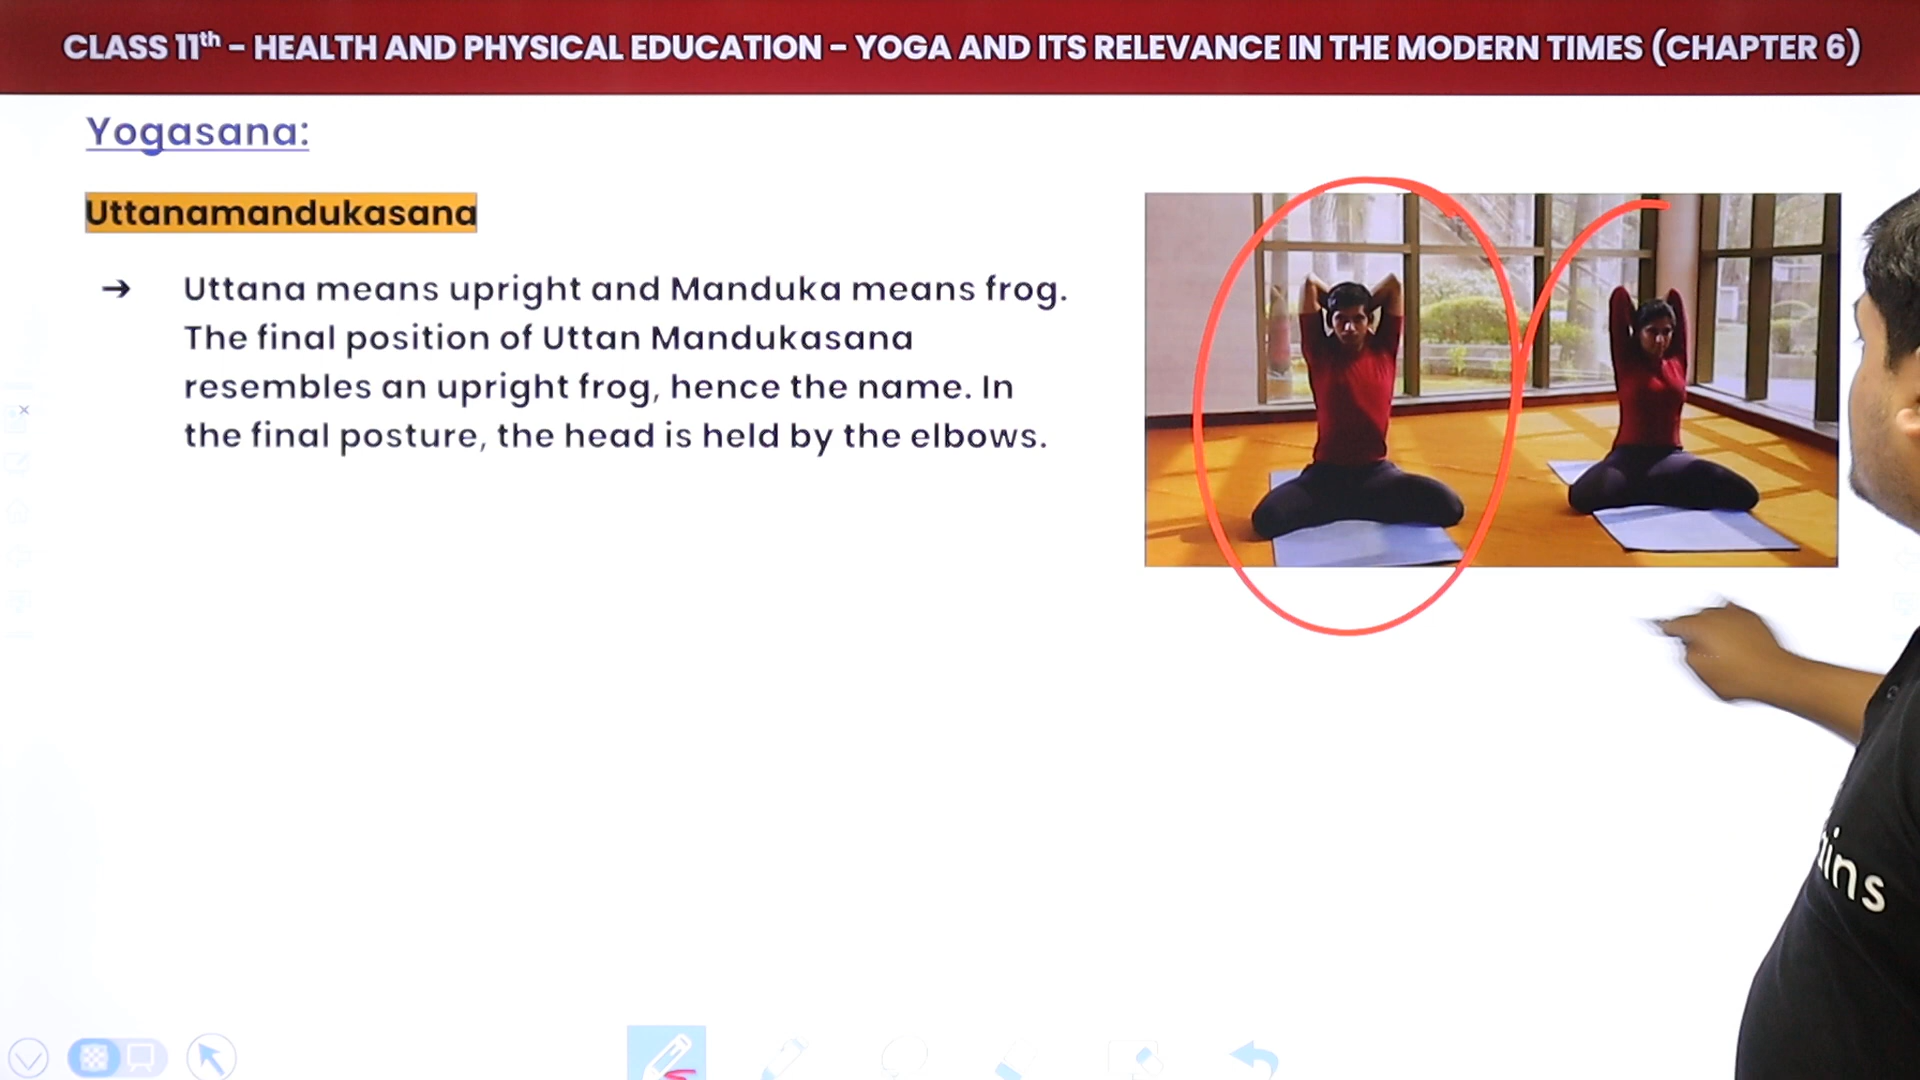 CLASS 11th – HEALTH AND PHYSICAL EDUCATION – YOGA AND ITS RELEVANCE IN THE MODERN TIMES (CHAPTER 6)
Yogasana:
Uttanamandukasana
➔ Uttana means upright and Manduka means frog.
The final position of Uttan Mandukasana
resembles an upright frog, hence the name. In
the final posture, the head is held by the elbows.